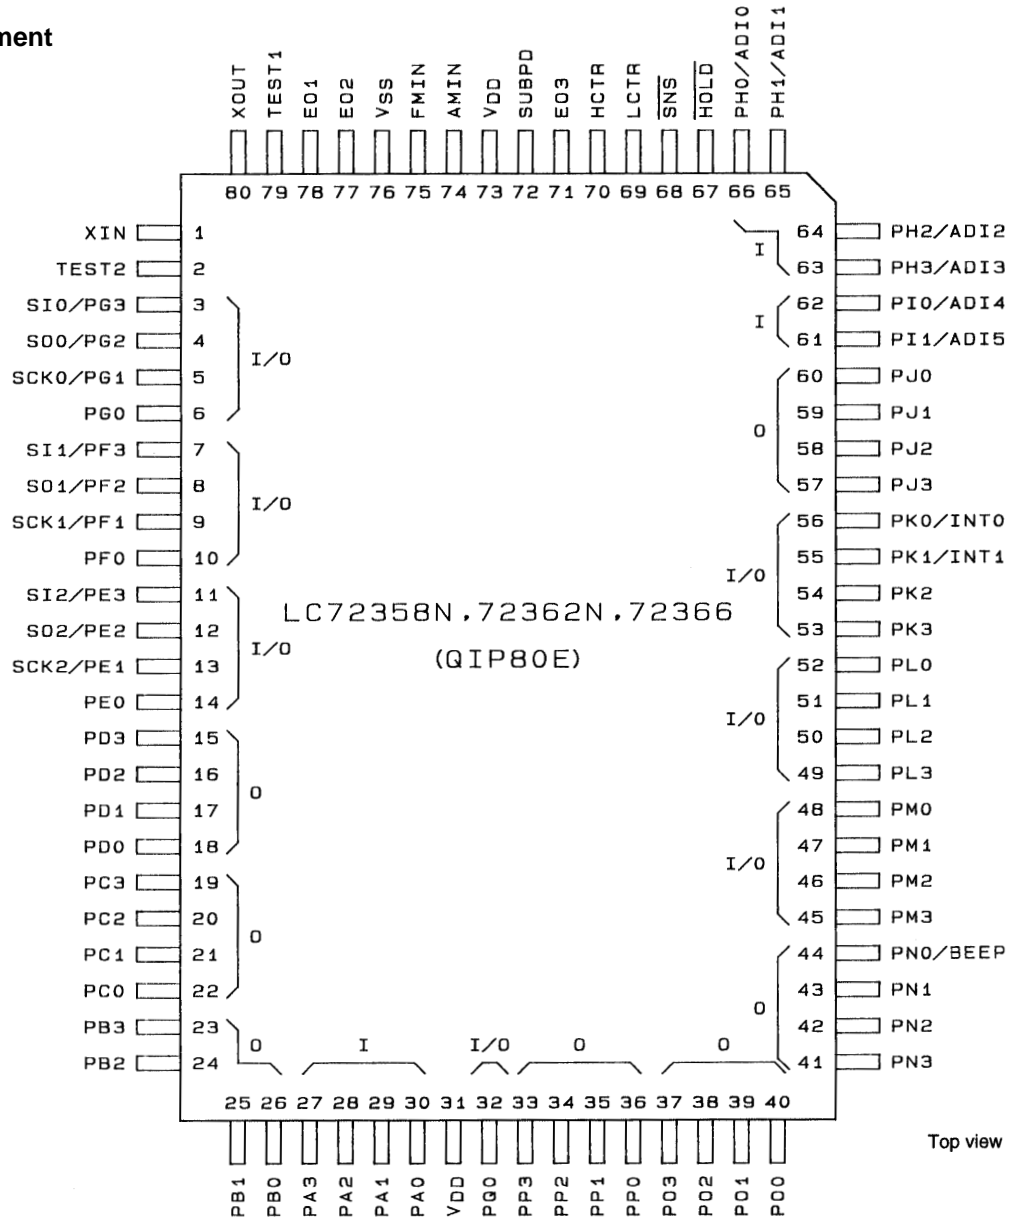 ment
XOUT TEST1 EO1 EO2 VSS FMIN AMIN VDD SUBPD EO3 HCTR LCTR SNS HOLD PH0/ADI0 PH1/ADI1
80 79 78 77 76 75 74 73 72 71 70 69 68 67 66 65
XIN 1
TEST2 2
SI0/PG3 3
SO0/PG2 4
SCK0/PG1 5
PG0 6
I/O
SI1/PF3 7
SO1/PF2 8
SCK1/PF1 9
PF0 10
I/O
SI2/PE3 11
SO2/PE2 12
SCK2/PE1 13
PE0 14
I/O
PD3 15
PD2 16
PD1 17
PD0 18
O
PC3 19
PC2 20
PC1 21
PC0 22
O
PB3 23
PB2 24
O
LC72358N,72362N,72366
(QIP80E)
64 PH2/ADI2
63 PH3/ADI3
I
62 PI0/ADI4
61 PI1/ADI5
I
60 PJ0
59 PJ1
58 PJ2
57 PJ3
O
56 PK0/INT0
55 PK1/INT1
54 PK2
53 PK3
I/O
52 PL0
51 PL1
50 PL2
49 PL3
I/O
48 PM0
47 PM1
46 PM2
45 PM3
I/O
44 PN0/BEEP
43 PN1
42 PN2
41 PN3
O
I I/O O O
25 26 27 28 29 30 31 32 33 34 35 36 37 38 39 40
PB1 PB0 PA3 PA2 PA1 PA0 VDD PQ0 PP3 PP2 PP1 PP0 PO3 PO2 PO1 PO0
Top view